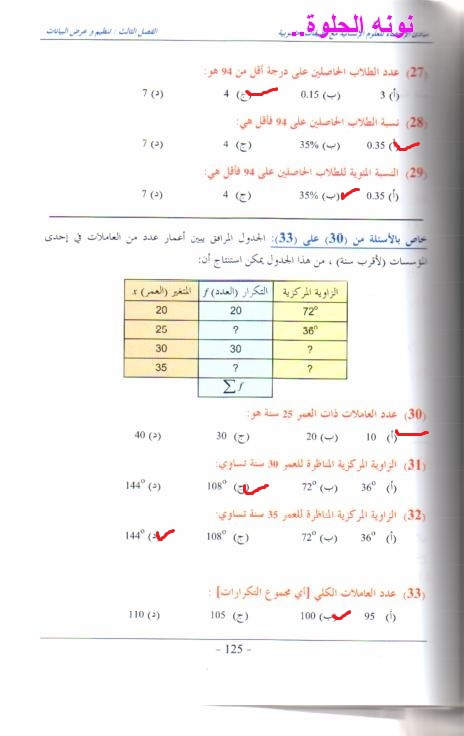 نونه الحلوة..
الفصل الثالث : تنظيم و عرض البيانات
(27) عدد الطلاب الحاصلين على درجة أقل من 94 هو:
(أ) 3 (ب) 0.15 (ج) 4 (د) 7
(28) نسبة الطلاب الحاصلين على 94 فأقل هي:
(أ) 0.35 (ب) 35% (ج) 4 (د) 7
(29) النسبة المئوية للطلاب الحاصلين على 94 فأقل هي:
(أ) 0.35 (ب) 35% (ج) 4 (د) 7
خاص بالأسئلة من (30) على (33): الجدول المرافق يبين أعمار عدد من العاملات في إحدى
المؤسسات (لأقرب سنة) ، من هذا الجدول يمكن استنتاج أن:
المتغير (العمر) x التكرار (العدد) f الزاوية المركزية
20 20 72°
25 ? 36°
30 30 ?
35 ? ?
∑f
(30) عدد العاملات ذات العمر 25 سنة هو:
(أ) 10 (ب) 20 (ج) 30 (د) 40
(31) الزاوية المركزية المناظرة للعمر 30 سنة تساوي:
(أ) 36° (ب) 72° (ج) 108° (د) 144°
(32) الزاوية المركزية المناظرة للعمر 35 سنة تساوي:
(أ) 36° (ب) 72° (ج) 108° (د) 144°
(33) عدد العاملات الكلي [أي مجموع التكرارات] :
(أ) 95 (ب) 100 (ج) 105 (د) 110
- 125 -